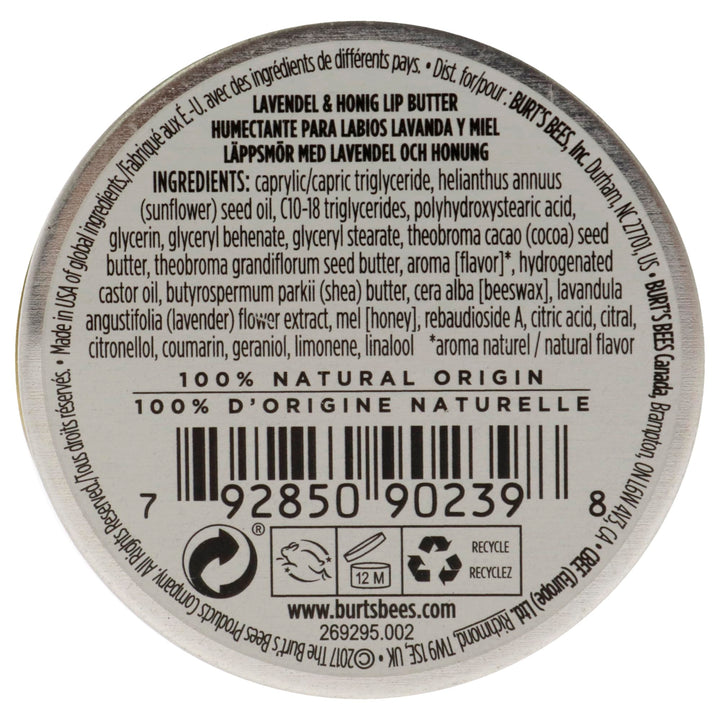 Made in USA of global ingredients./Fabriqué aux É.-U. avec des ingrédients de différents pays. • Dist. for/pour : BURT'S BEES, Inc. Durham, NC 27701, US • BURT'S BEES Canada, Brampton, ON L6W 4V3, CA • CBEE (Europe) Ltd. Richmond, TW9 1SE, UK • ©2017 The Burt's Bees Products Company. All Rights Reserved./Tous droits réservés. •
LAVENDEL & HONIG LIP BUTTER
HUMECTANTE PARA LABIOS LAVANDA Y MIEL
LÄPPSMÖR MED LAVENDEL OCH HONUNG
INGREDIENTS: caprylic/capric triglyceride, helianthus annuus
(sunflower) seed oil, C10-18 triglycerides, polyhydroxystearic acid,
glycerin, glyceryl behenate, glyceryl stearate, theobroma cacao (cocoa) seed
butter, theobroma grandiflorum seed butter, aroma [flavor]*, hydrogenated
castor oil, butyrospermum parkii (shea) butter, cera alba [beeswax], lavandula
angustifolia (lavender) flower extract, mel [honey], rebaudioside A, citric acid, citral,
citronellol, coumarin, geraniol, limonene, linalool *aroma naturel / natural flavor
100% NATURAL ORIGIN
100% D'ORIGINE NATURELLE
7 92850 90239 8
®
12 M
RECYCLE
RECYCLEZ
www.burtsbees.com
269295.002